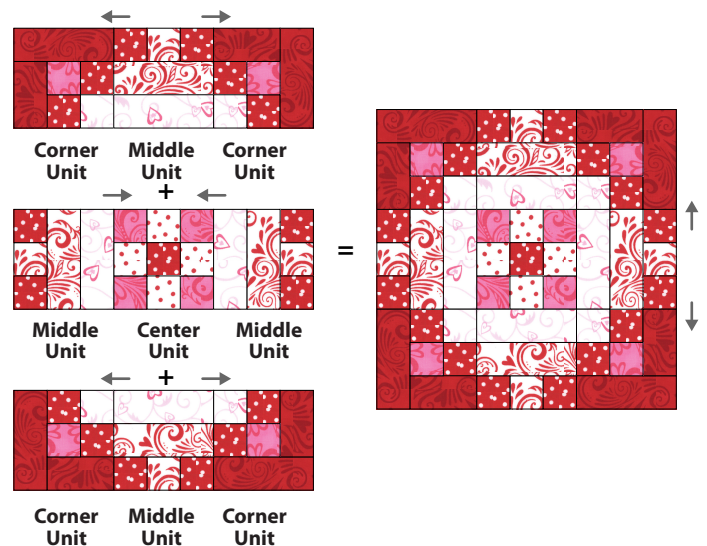 Corner Middle Corner
Unit Unit Unit
+
=
Middle Center Middle
Unit Unit Unit
+
Corner Middle Corner
Unit Unit Unit